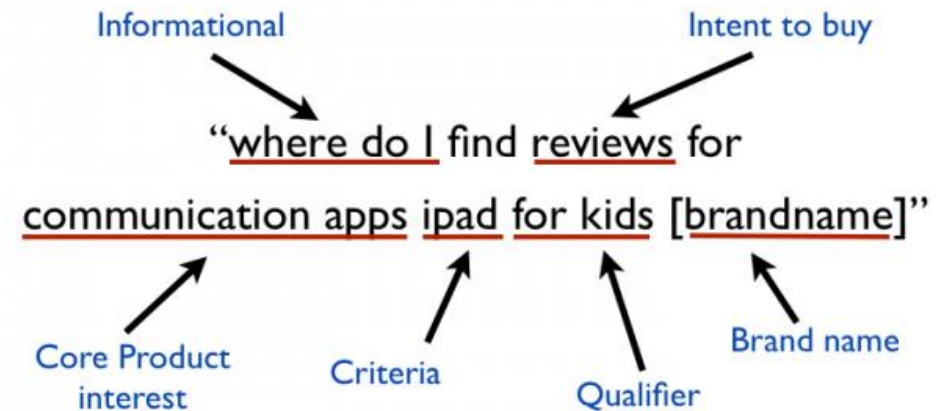 Informational Intent to buy
“where do I find reviews for
communication apps ipad for kids [brandname]”
Core Product
interest
Criteria
Qualifier
Brand name